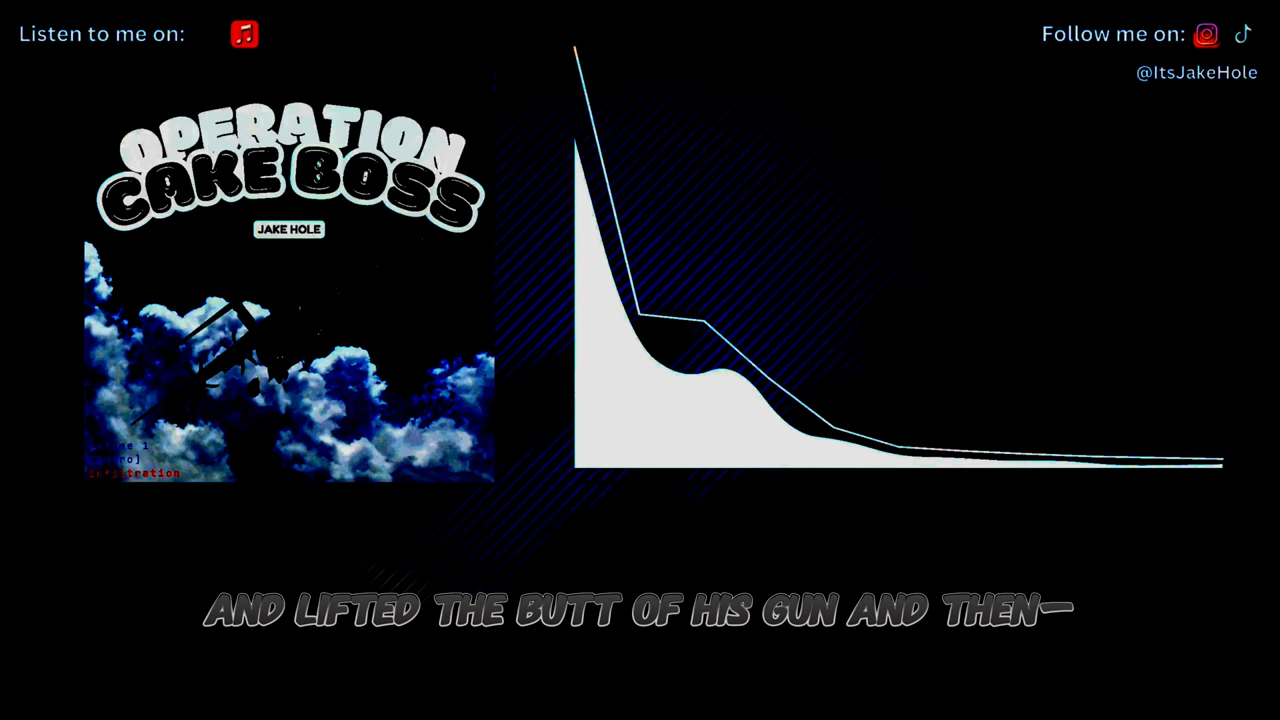 Listen to me on:
Follow me on:
@ItsJakeHole
OPERATION
CAKE BOSS
JAKE HOLE
infiltration
AND LIFTED THE BUTT OF HIS GUN AND THEN—